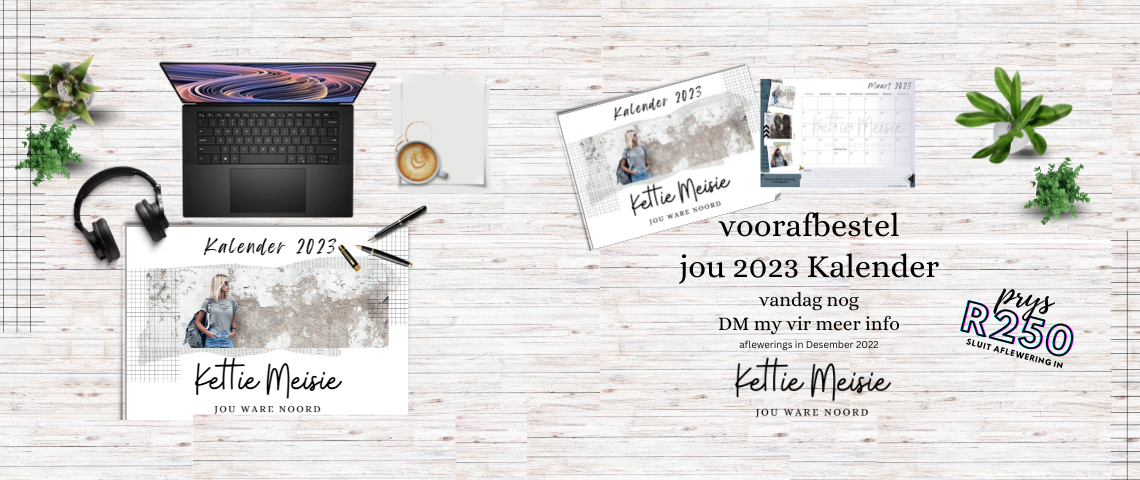 Kalender 2023
Kettie Meisie
JOU WARE NOORD
Kalender 2023
Kettie Meisie
JOU WARE NOORD
Maart 2023
Kettie Meisie
voorafbestel
jou 2023 Kalender
vandag nog
DM my vir meer info
aflewerings in Desember 2022
Kettie Meisie
JOU WARE NOORD
Prys
R250
SLUIT AFLEWERING IN